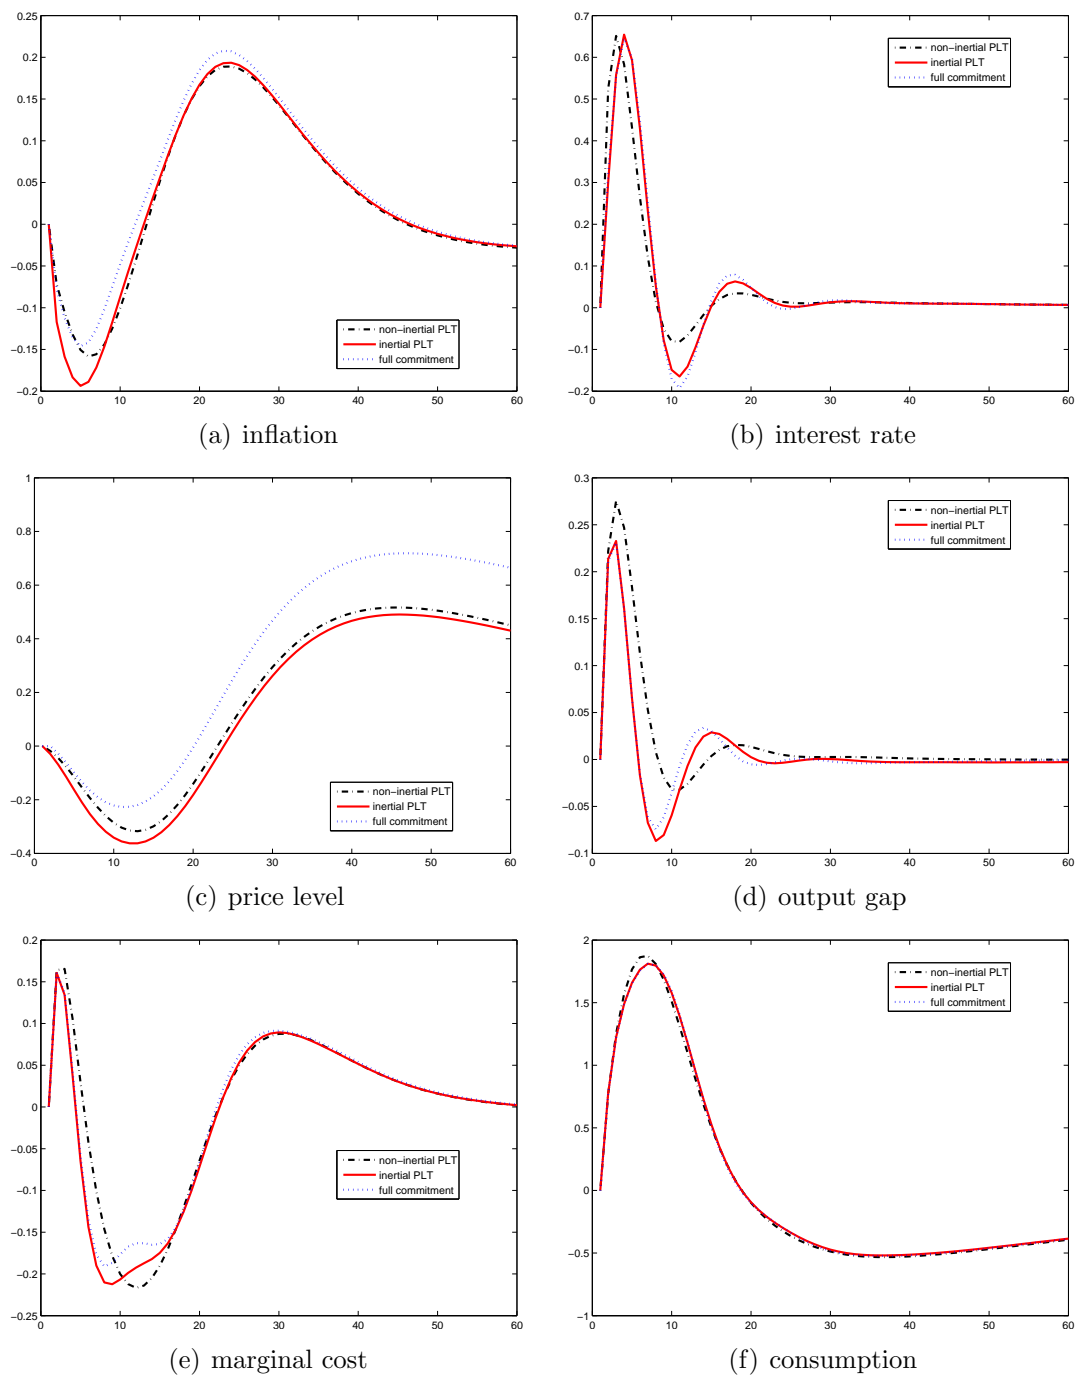 0.25
0.2
0.15
0.1
0.05
0
−0.05
−0.1
−0.15
−0.2
0 10 20 30 40 50 60
non−inertial PLT
inertial PLT
full commitment
(a) inflation
0.7
0.6
0.5
0.4
0.3
0.2
0.1
0
−0.1
−0.2
0 10 20 30 40 50 60
non−inertial PLT
inertial PLT
full commitment
(b) interest rate
1
0.8
0.6
0.4
0.2
0
−0.2
−0.4
0 10 20 30 40 50 60
non−inertial PLT
inertial PLT
full commitment
(c) price level
0.3
0.25
0.2
0.15
0.1
0.05
0
−0.05
−0.1
0 10 20 30 40 50 60
non−inertial PLT
inertial PLT
full commitment
(d) output gap
0.2
0.15
0.1
0.05
0
−0.05
−0.1
−0.15
−0.2
−0.25
0 10 20 30 40 50 60
non−inertial PLT
inertial PLT
full commitment
(e) marginal cost
2
1.5
1
0.5
0
−0.5
−1
0 10 20 30 40 50 60
non−inertial PLT
inertial PLT
full commitment
(f) consumption